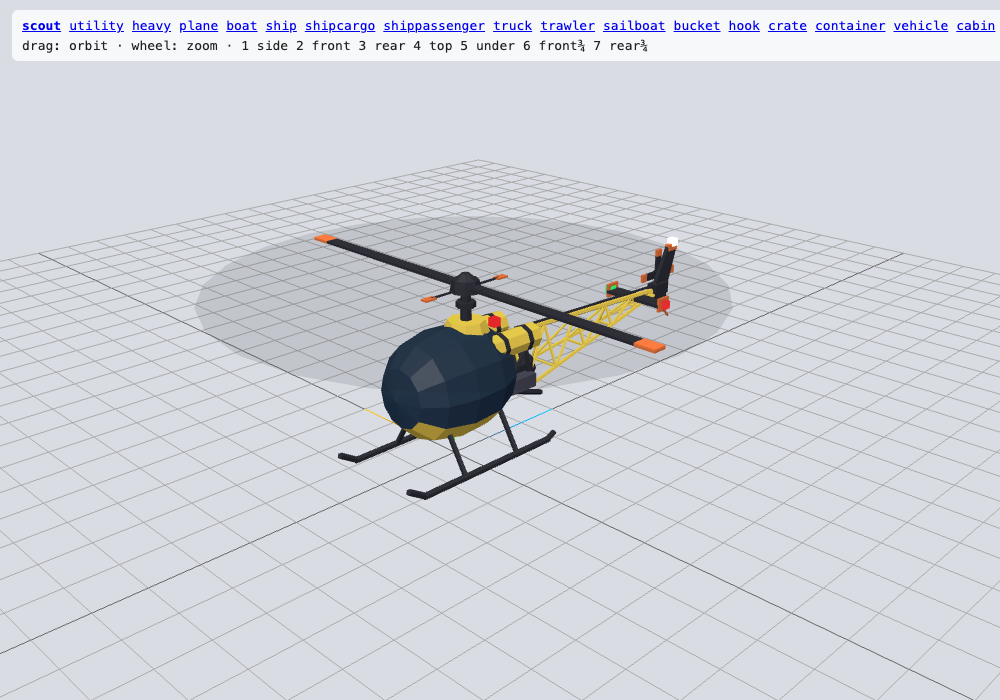 scout utility heavy plane boat ship shipcargo shippassenger truck trawler sailboat bucket hook crate container vehicle cabin
drag: orbit · wheel: zoom · 1 side 2 front 3 rear 4 top 5 under 6 front¾ 7 rear¾